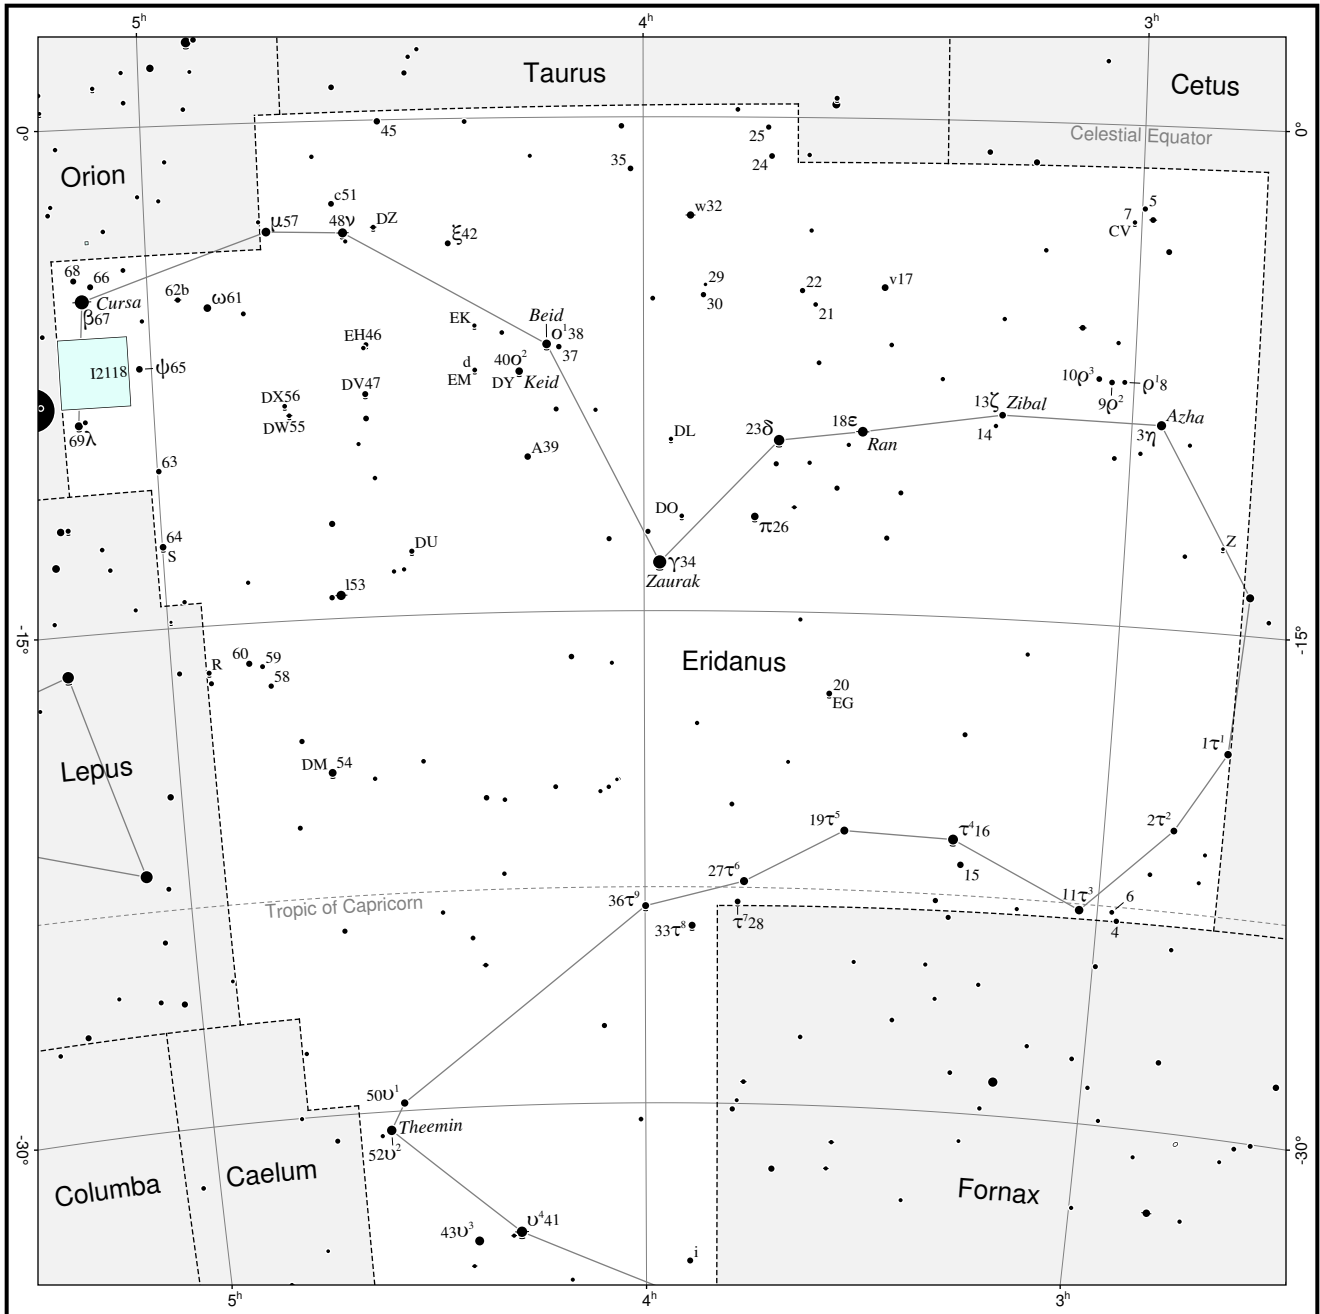 5ʰ 4ʰ 3ʰ
Taurus
Cetus
0° 0°
45
25
Celestial Equator
Orion
35
24
c51
w32
5
7
μ57
48ν
DZ
CV
ξ42
68
66
29
22
ν17
62b
ω61
30
Cursa
21
β67
Beid
EK
ο¹38
EH46
37
I2118
ψ65
d
40ο²
EM
DY Keid
10ρ³
ρ¹8
DX56
DV47
9ρ²
13ζ Zibal
Azha
DW55
18ε
23δ
14
3η
69λ
DL
Ran
A39
63
DO
π26
64
DU
Z
S
γ34
Zaurak
l53
-15° -15°
60
59
Eridanus
R
58
20
EG
1τ¹
Lepus
DM 54
19τ⁵
τ⁴16
2τ²
27τ⁶
15
Tropic of Capricorn
36τ⁹
11τ³
6
33τ⁸
τ⁷28
4
50υ¹
Theemin
52υ²
-30° -30°
Columba
Caelum
Fornax
43υ³
υ⁴41
i
5ʰ 4ʰ 3ʰ